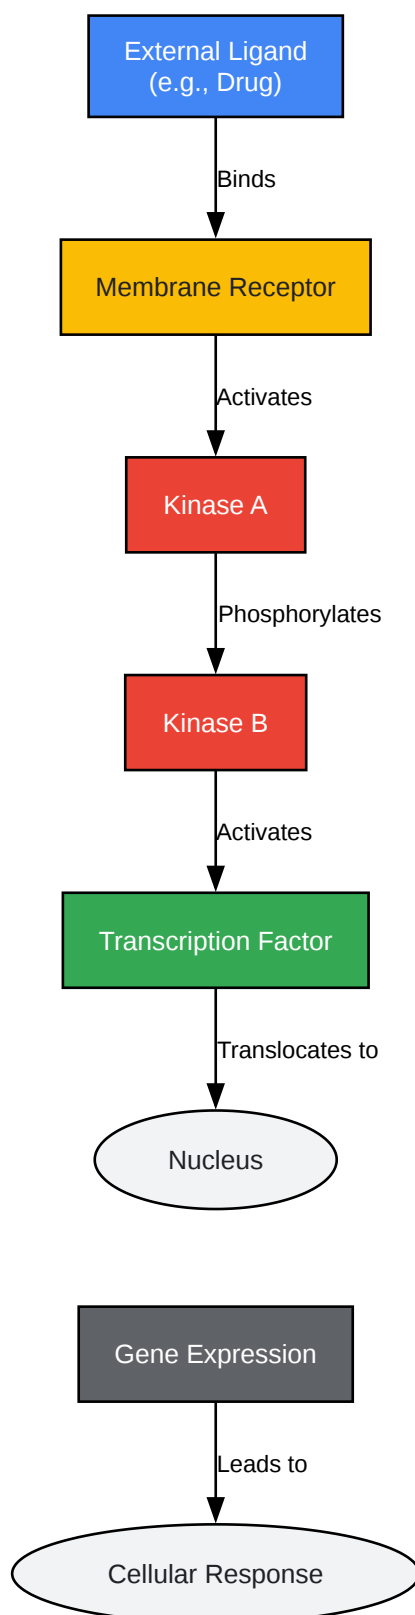 External Ligand
(e.g., Drug)
Binds
Membrane Receptor
Activates
Kinase A
Phosphorylates
Kinase B
Activates
Transcription Factor
Translocates to
Nucleus
Gene Expression
Leads to
Cellular Response